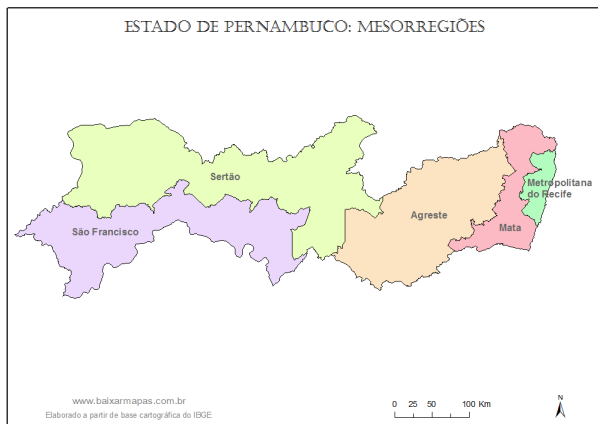 ESTADO DE PERNAMBUCO: MESORREGIÕES
Sertão
Metropolitana
do Recife
São Francisco
Agreste
Mata
www.baixarmapas.com.br
Elaborado a partir de base cartográfica do IBGE
0 25 50 100 Km
N